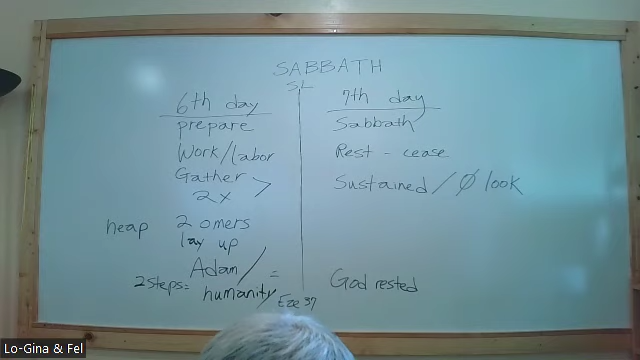 SABBATH
SL
6th day
prepare
Work/labor
Gather
2x >
heap 2 omers
lay up
Adam / =
2 steps = humanity
7th day
Sabbath
Rest - cease
Sustained / Ø look
God rested
Eze 37
Lo-Gina & Fel